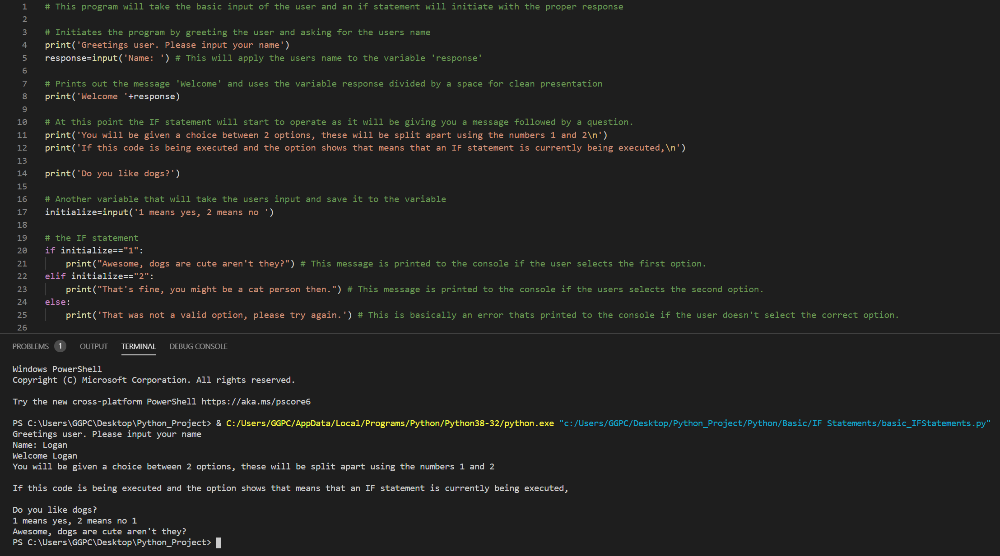 1 # This program will take the basic input of the user and an if statement will initiate with the proper response
2
3 # Initiates the program by greeting the user and asking for the users name
4 print('Greetings user. Please input your name')
5 response=input('Name: ') # This will apply the users name to the variable 'response'
6
7 # Prints out the message 'Welcome' and uses the variable response divided by a space for clean presentation
8 print('Welcome '+response)
9
10 # At this point the IF statement will start to operate as it will be giving you a message followed by a question.
11 print('You will be given a choice between 2 options, these will be split apart using the numbers 1 and 2\n')
12 print('If this code is being executed and the option shows that means that an IF statement is currently being executed,\n')
13
14 print('Do you like dogs?')
15
16 # Another variable that will take the users input and save it to the variable
17 initialize=input('1 means yes, 2 means no ')
18
19 # the IF statement
20 if initialize=="1":
21     print("Awesome, dogs are cute aren't they?") # This message is printed to the console if the user selects the first option.
22 elif initialize=="2":
23     print("That's fine, you might be a cat person then.") # This message is printed to the console if the users selects the second option.
24 else:
25     print('That was not a valid option, please try again.') # This is basically an error thats printed to the console if the user doesn't select the correct option.
26
PROBLEMS 1 OUTPUT TERMINAL DEBUG CONSOLE
Windows PowerShell
Copyright (C) Microsoft Corporation. All rights reserved.
Try the new cross-platform PowerShell https://aka.ms/pscore6
PS C:\Users\GGPC\Desktop\Python_Project> & C:/Users/GGPC/AppData/Local/Programs/Python/Python38-32/python.exe "c:/Users/GGPC/Desktop/Python_Project/Python/Basic/IF Statements/basic_IFStatements.py"
Greetings user. Please input your name
Name: Logan
Welcome Logan
You will be given a choice between 2 options, these will be split apart using the numbers 1 and 2
If this code is being executed and the option shows that means that an IF statement is currently being executed,
Do you like dogs?
1 means yes, 2 means no 1
Awesome, dogs are cute aren't they?
PS C:\Users\GGPC\Desktop\Python_Project>